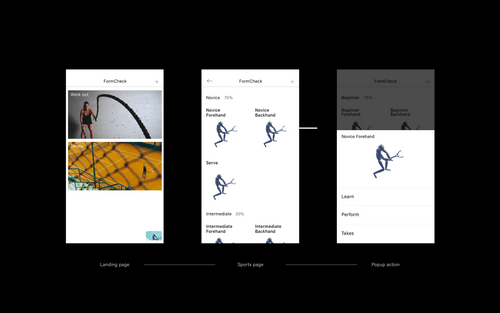 FormCheck
Work out
FormCheck
Novice 70%
Novice Forehand
Novice Backhand
Serve
Intermediate 20%
Intermediate Forehand
Intermediate Backhand
FormCheck
Beginner
Beginner Forehand
Beginner Backhand
Novice Forehand
Learn
Perform
Takes
Landing page
Sports page
Popup action